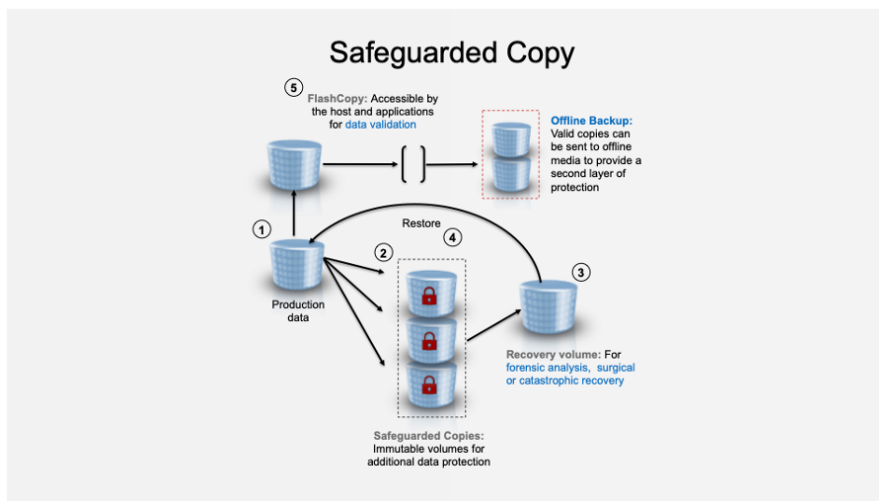 Safeguarded Copy
5
FlashCopy: Accessible by
the host and applications
for data validation
Offline Backup:
Valid copies can
be sent to offline
media to provide a
second layer of
protection
1
Production
data
2
Restore
4
3
Recovery volume: For
forensic analysis, surgical
or catastrophic recovery
Safeguarded Copies:
Immutable volumes for
additional data protection